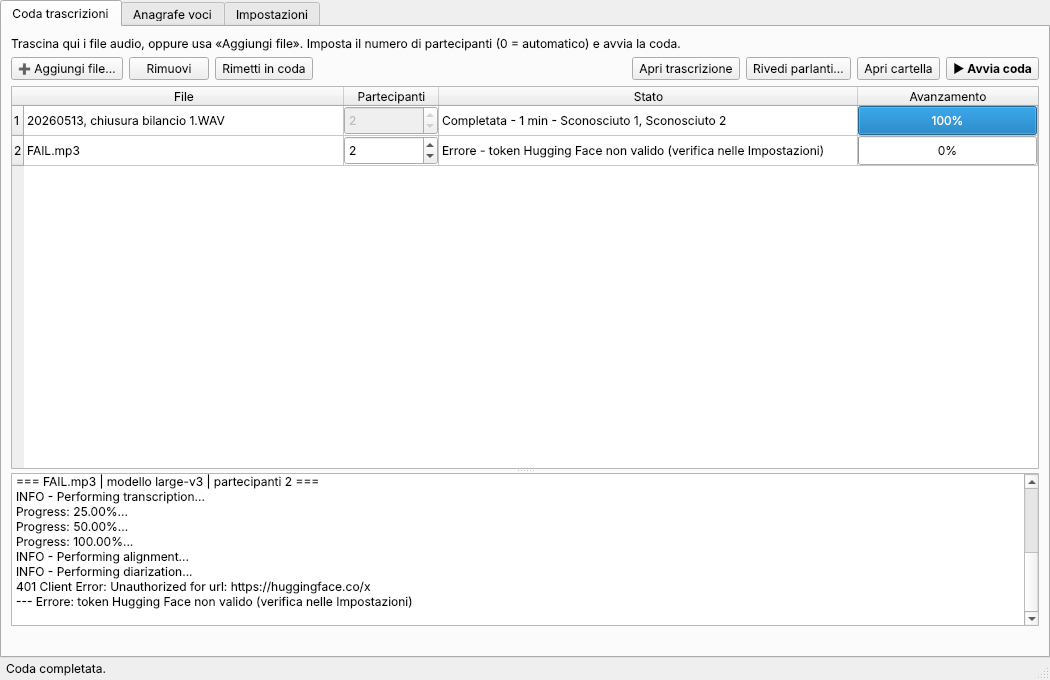 Coda trascrizioni
Anagrafe voci
Impostazioni
Trascina qui i file audio, oppure usa «Aggiungi file». Imposta il numero di partecipanti (0 = automatico) e avvia la coda.
Aggiungi file...
Rimuovi
Rimetti in coda
Apri trascrizione
Rivedi parlanti...
Apri cartella
Avvia coda
File
Partecipanti
Stato
Avanzamento
1 20260513, chiusura bilancio 1.WAV 2 Completata - 1 min - Sconosciuto 1, Sconosciuto 2 100%
2 FAIL.mp3 2 Errore - token Hugging Face non valido (verifica nelle Impostazioni) 0%
=== FAIL.mp3 | modello large-v3 | partecipanti 2 ===
INFO - Performing transcription...
Progress: 25.00%...
Progress: 50.00%...
Progress: 100.00%...
INFO - Performing alignment...
INFO - Performing diarization...
401 Client Error: Unauthorized for url: https://huggingface.co/x
--- Errore: token Hugging Face non valido (verifica nelle Impostazioni)
Coda completata.